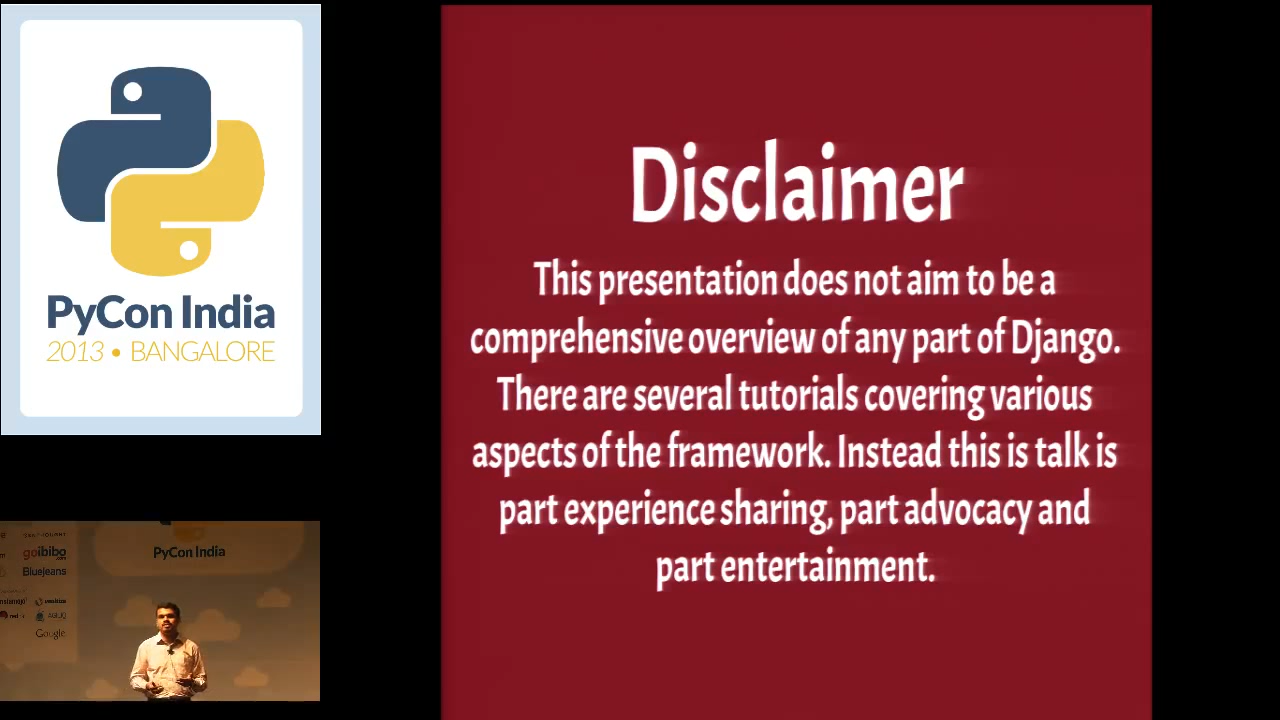 PyCon India
2013 • BANGALORE
Disclaimer
This presentation does not aim to be a
comprehensive overview of any part of Django.
There are several tutorials covering various
aspects of the framework. Instead this is talk is
part experience sharing, part advocacy and
part entertainment.
PyCon India
goibibo
BlueJeans
Google